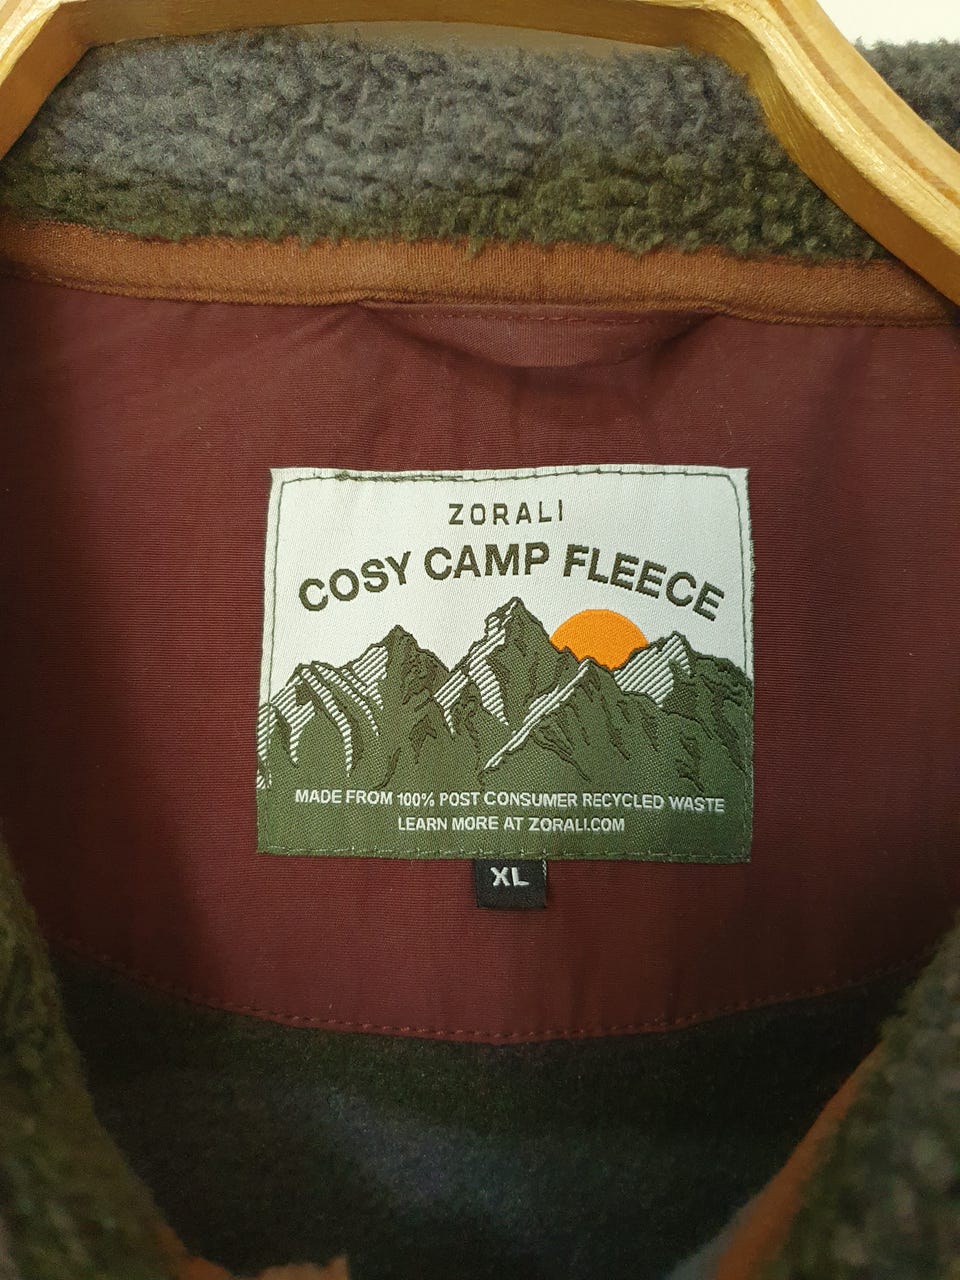 ZORALI
COSY CAMP FLEECE
MADE FROM 100% POST CONSUMER RECYCLED WASTE
LEARN MORE AT ZORALI.COM
XL